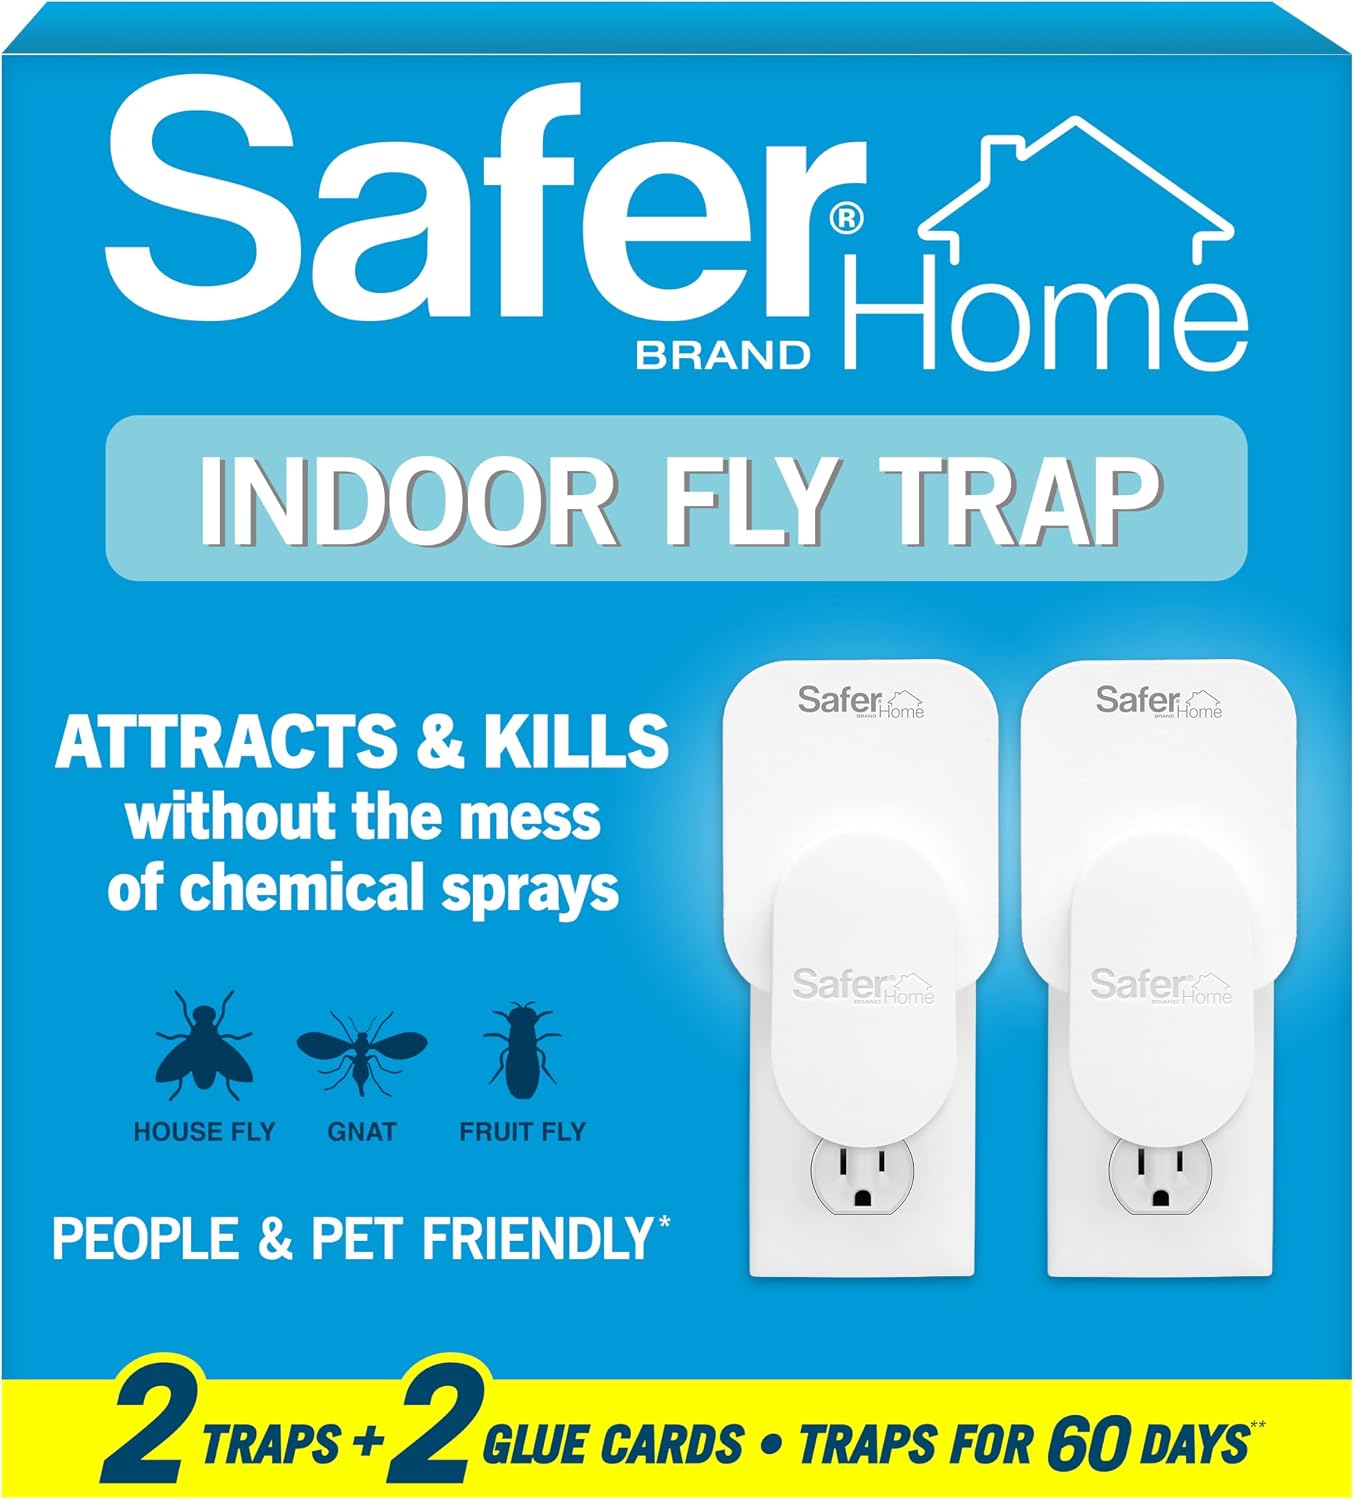 Safer®
BRAND Home
INDOOR FLY TRAP
ATTRACTS & KILLS
without the mess
of chemical sprays
HOUSE FLY GNAT FRUIT FLY
PEOPLE & PET FRIENDLY*
Safer®
BRAND Home
Safer®
BRAND Home
Safer®
BRAND Home
Safer®
BRAND Home
2 TRAPS + 2 GLUE CARDS • TRAPS FOR 60 DAYS**